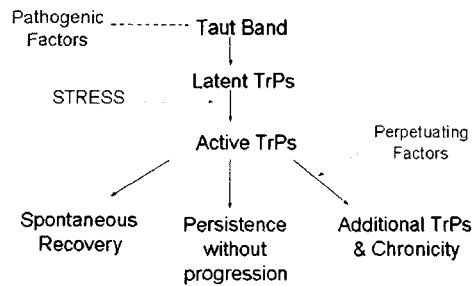 Pathogenic
Factors
Taut Band
Latent TrPs
STRESS
Active TrPs
Perpetuating
Factors
Spontaneous
Recovery
Persistence
without
progression
Additional TrPs
& Chronicity